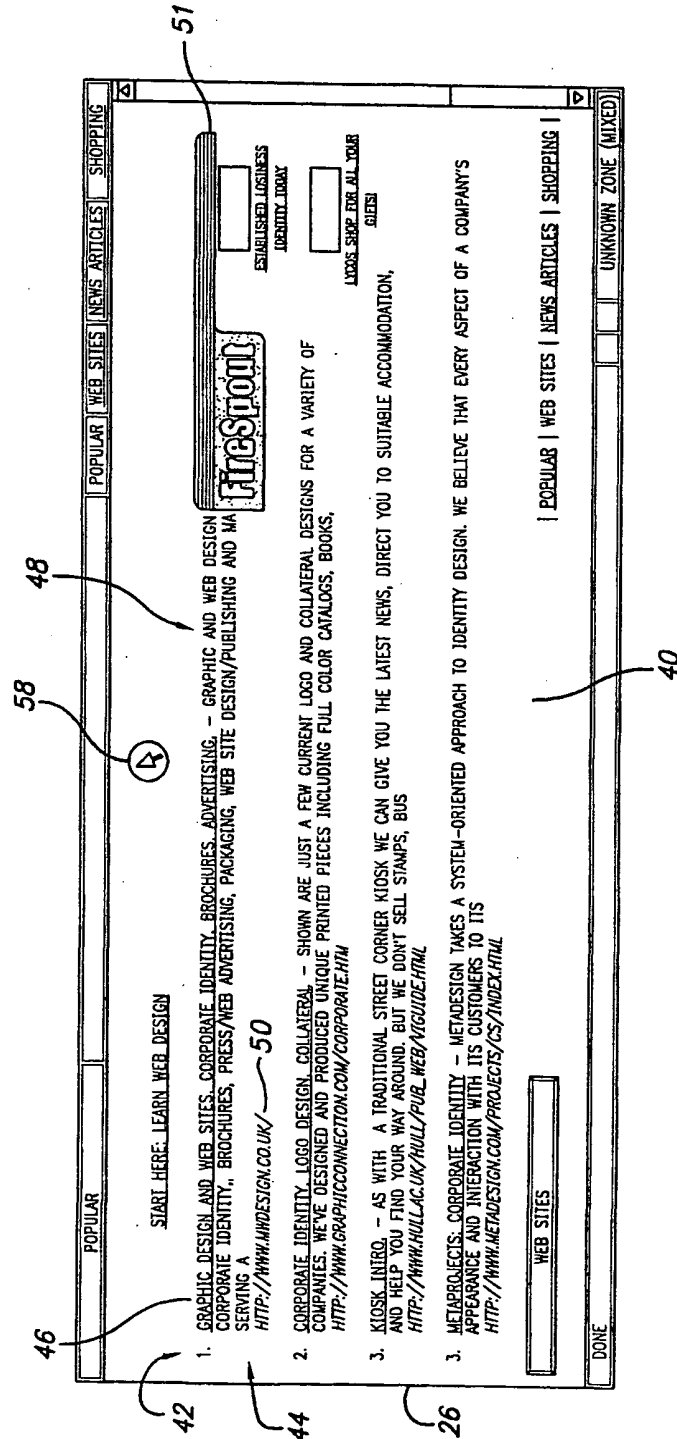 POPULAR POPULAR WEB SITES NEWS ARTICLES SHOPPING
58
48
51
46
42
44
START HERE: LEARN WEB DESIGN
1. GRAPHIC DESIGN AND WEB SITES, CORPORATE IDENTITY, BROCHURES, ADVERTISING, – GRAPHIC AND WEB DESIGN
CORPORATE IDENTITY,, BROCHURES, PRESS/WEB ADVERTISING, PACKAGING, WEB SITE DESIGN/PUBLISHING AND MA
SERVING A
HTTP://WWW.MWDESIGN.CO.UK/ 50
FireSpout
ESTABLISHED LOSINESS
IDENTITY TODAY
LYCOS SHOP FOR ALL YOUR
GIFTS!
2. CORPORATE IDENTITY, LOGO DESIGN, COLLATERAL – SHOWN ARE JUST A FEW CURRENT LOGO AND COLLATERAL DESIGNS FOR A VARIETY OF
COMPANIES. WE'VE DESIGNED AND PRODUCED UNIQUE PRINTED PIECES INCLUDING FULL COLOR CATALOGS, BOOKS,
HTTP://WWW.GRAPHICCONNECTION.COM/CORPORATE.HTM
3. KIOSK INTRO, – AS WITH A TRADITIONAL STREET CORNER KIOSK WE CAN GIVE YOU THE LATEST NEWS, DIRECT YOU TO SUITABLE ACCOMMODATION,
AND HELP YOU FIND YOUR WAY AROUND. BUT WE DON'T SELL STAMPS, BUS
HTTP://WWW.HULLAC.UK/HULL/PUB_WEB/VIGUIDE.HTML
3. METAPROJECTS: CORPORATE IDENTITY – METADESIGN TAKES A SYSTEM-ORIENTED APPROACH TO IDENTITY DESIGN. WE BELIEVE THAT EVERY ASPECT OF A COMPANY'S
APPEARANCE AND INTERACTION WITH ITS CUSTOMERS TO ITS
HTTP://WWW.METADESIGN.COM/PROJECTS/CS/INDEX.HTML
WEB SITES
| POPULAR | WEB SITES | NEWS ARTICLES | SHOPPING |
DONE UNKNOWN ZONE (MIXED)
26
40